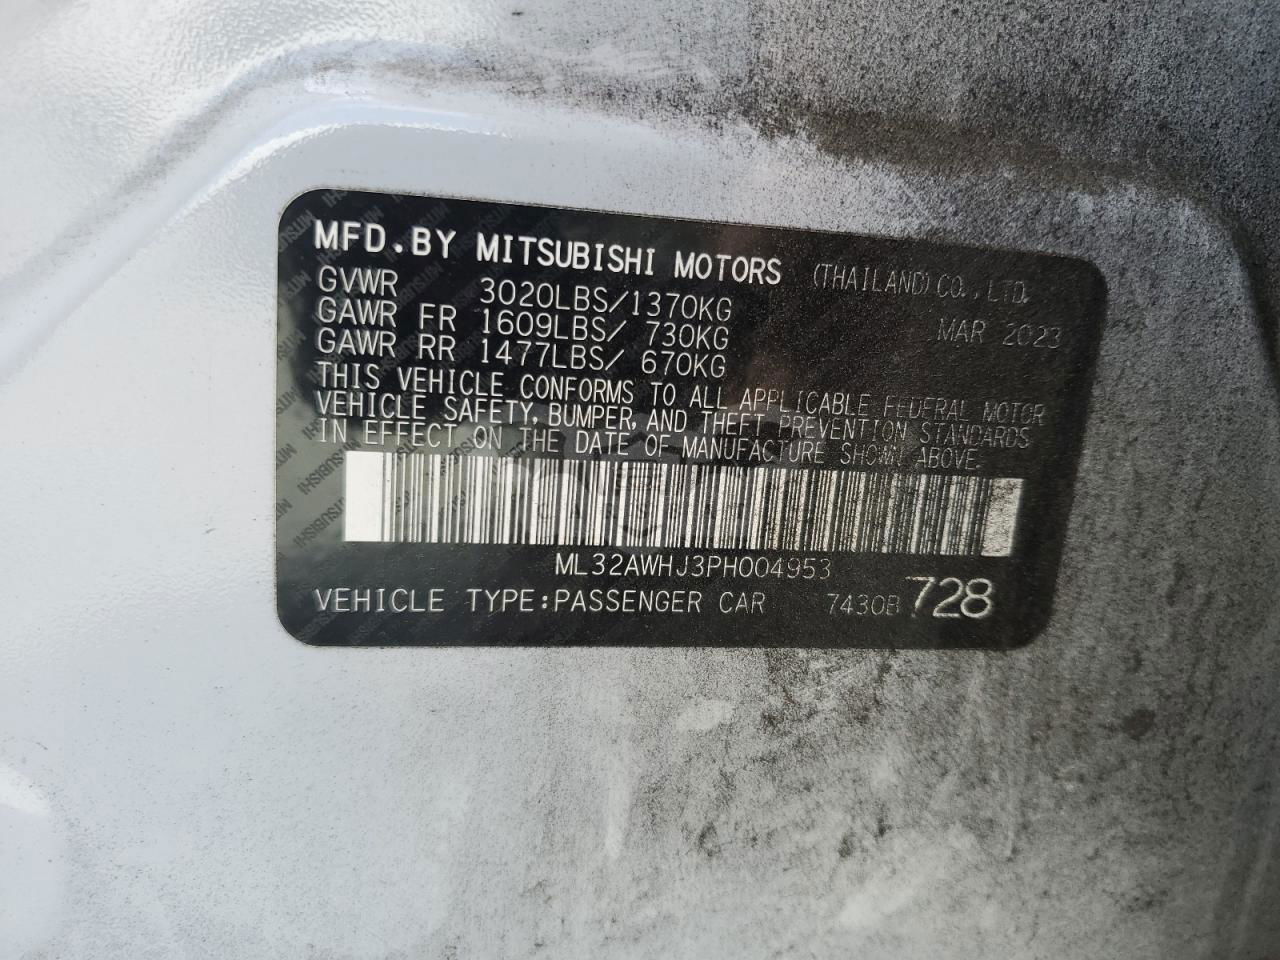 MFD.BY MITSUBISHI MOTORS (THAILAND)CO.,LTD.
GVWR 3020LBS/1370KG MAR 2023
GAWR FR 1609LBS/ 730KG
GAWR RR 1477LBS/ 670KG
THIS VEHICLE CONFORMS TO ALL APPLICABLE FEDERAL MOTOR
VEHICLE SAFETY, BUMPER, AND THEFT PREVENTION STANDARDS
IN EFFECT ON THE DATE OF MANUFACTURE SHOWN ABOVE.
ML32AWHJ3PH004953
VEHICLE TYPE:PASSENGER CAR 7430B 728